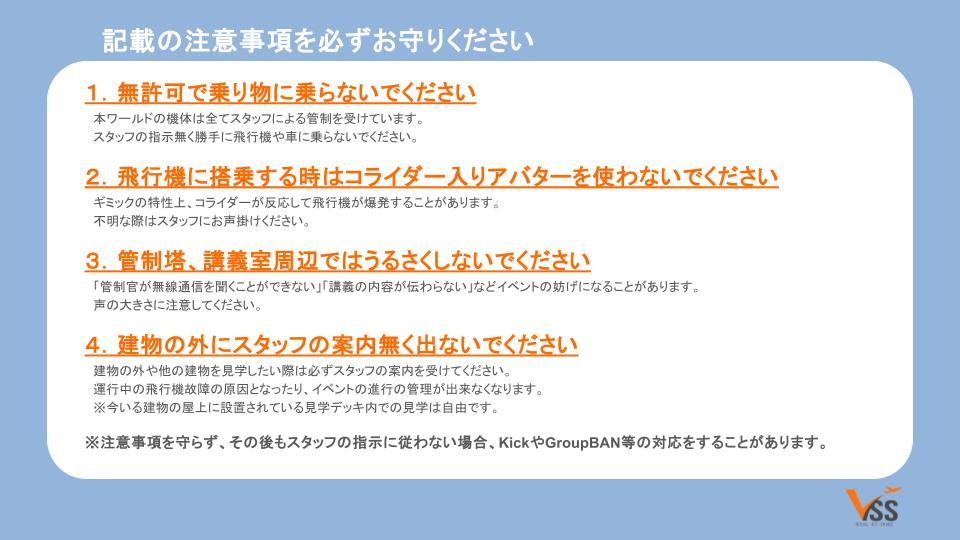 記載の注意事項を必ずお守りください
１．無許可で乗り物に乗らないでください
本ワールドの機体は全てスタッフによる管制を受けています。
スタッフの指示無く勝手に飛行機や車に乗らないでください。
２．飛行機に搭乗する時はコライダー入りアバターを使わないでください
ギミックの特性上、コライダーが反応して飛行機が爆発することがあります。
不明な際はスタッフにお声掛けください。
３．管制塔、講義室周辺ではうるさくしないでください
「管制官が無線通信を聞くことができない」「講義の内容が伝わらない」などイベントの妨げになることがあります。
声の大きさに注意してください。
４．建物の外にスタッフの案内無く出ないでください
建物の外や他の建物を見学したい際は必ずスタッフの案内を受けてください。
運行中の飛行機故障の原因となったり、イベントの進行の管理が出来なくなります。
※今いる建物の屋上に設置されている見学デッキ内での見学は自由です。
※注意事項を守らず、その後もスタッフの指示に従わない場合、KickやGroupBAN等の対応をすることがあります。
VSS